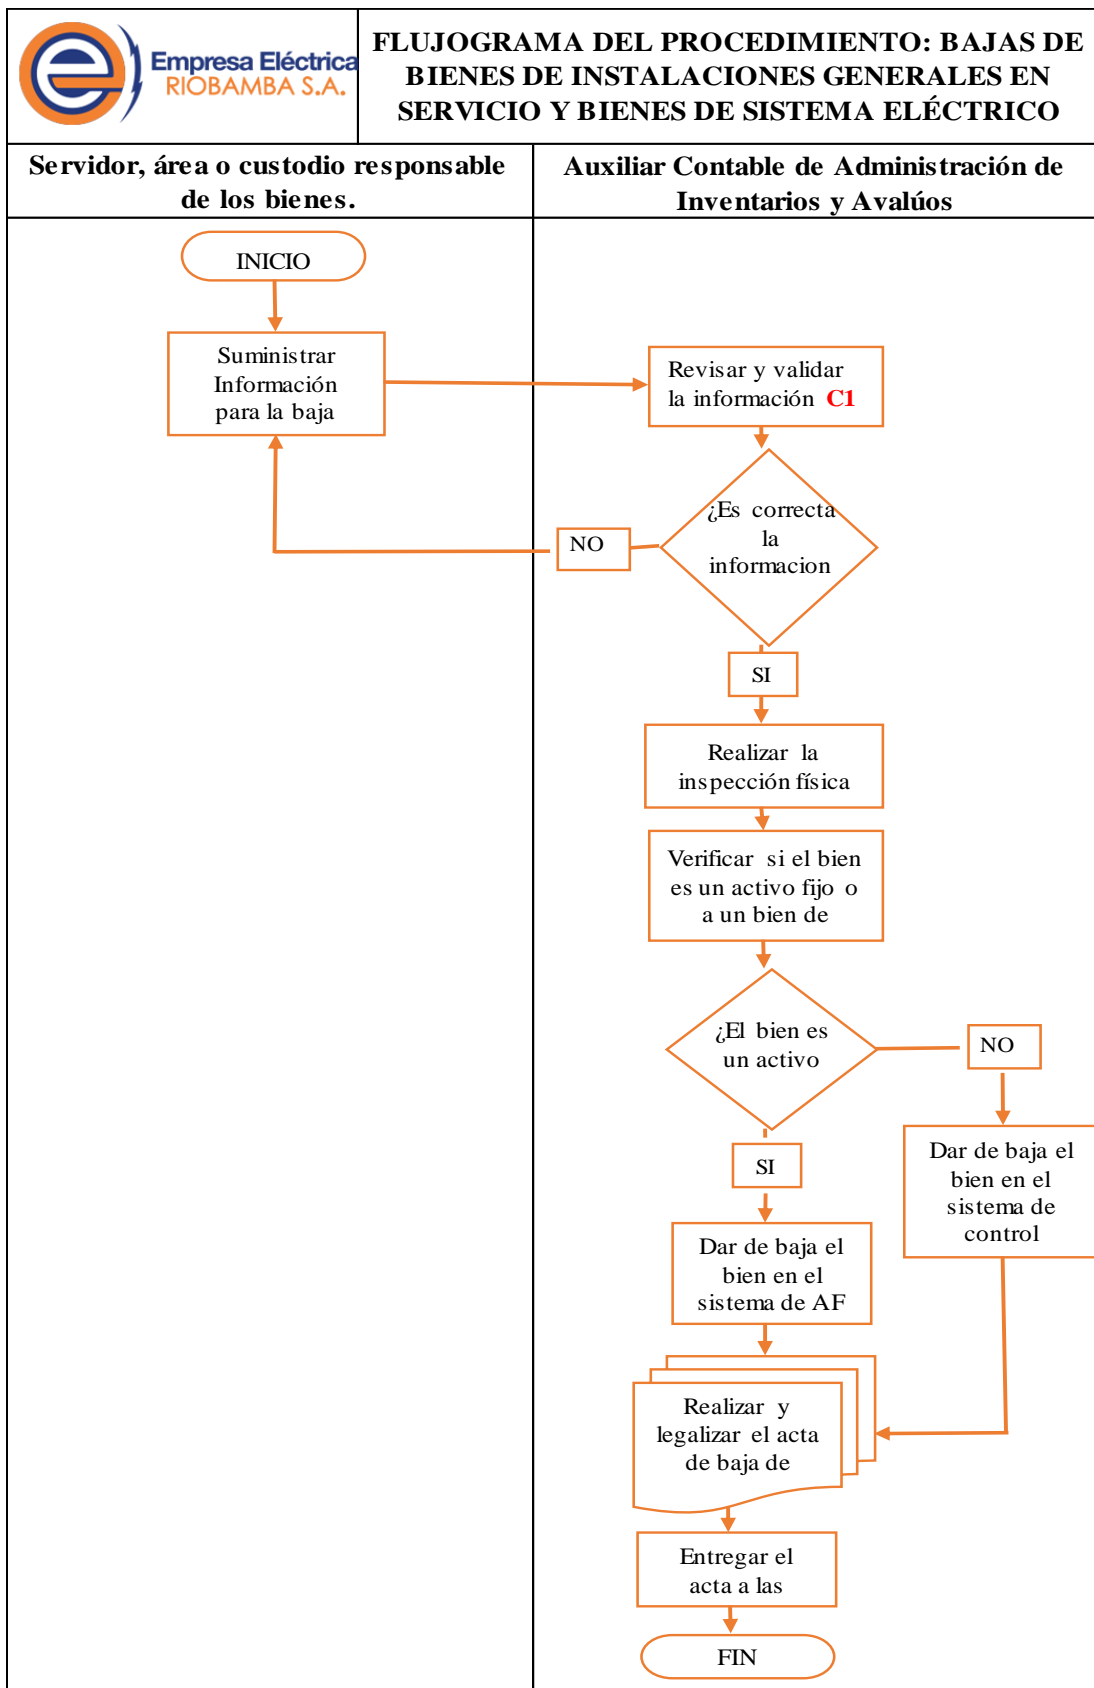 Empresa Eléctrica
RIOBAMBA S.A.
FLUJOGRAMA DEL PROCEDIMIENTO: BAJAS DE
BIENES DE INSTALACIONES GENERALES EN
SERVICIO Y BIENES DE SISTEMA ELÉCTRICO
Servidor, área o custodio responsable
de los bienes.
Auxiliar Contable de Administración de
Inventarios y Avalúos
INICIO
Suministrar
Información
para la baja
Revisar y validar
la información C1
¿Es correcta
la
informacion
NO
SI
Realizar la
inspección física
Verificar si el bien
es un activo fijo o
a un bien de
¿El bien es
un activo
NO
SI
Dar de baja el
bien en el
sistema de
control
Dar de baja el
bien en el
sistema de AF
Realizar y
legalizar el acta
de baja de
Entregar el
acta a las
FIN